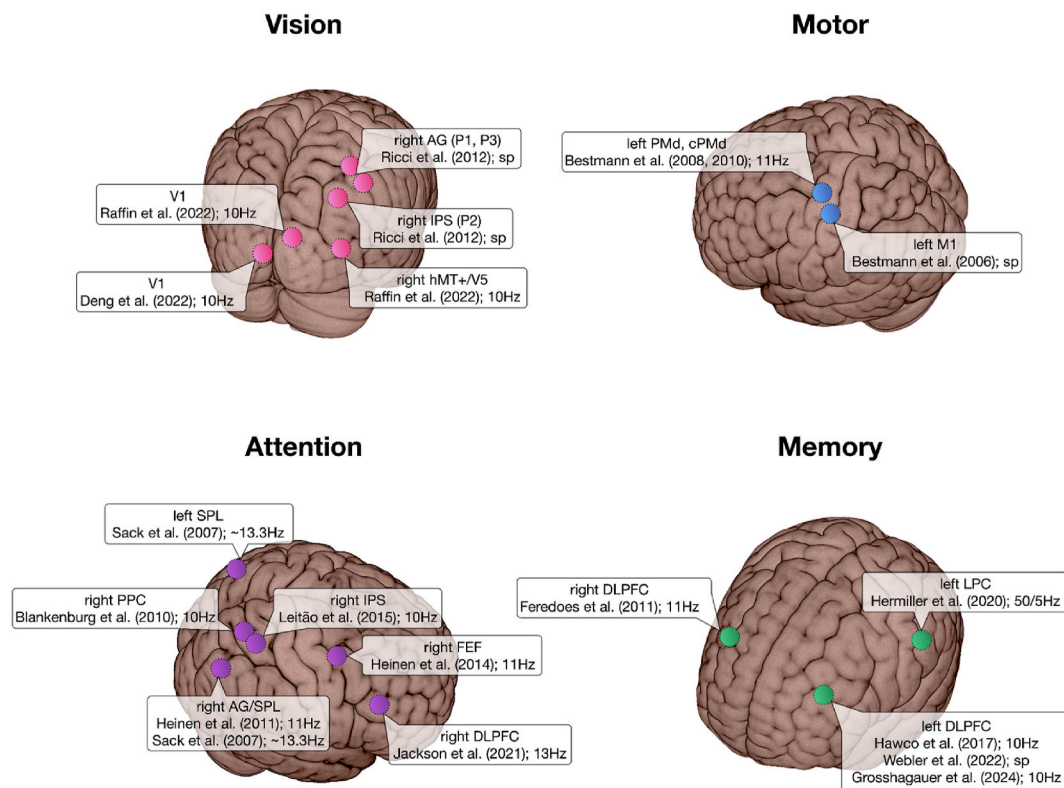 Vision
right AG (P1, P3)
Ricci et al. (2012); sp
V1
Raffin et al. (2022); 10Hz
right IPS (P2)
Ricci et al. (2012); sp
V1
Deng et al. (2022); 10Hz
right hMT+/V5
Raffin et al. (2022); 10Hz
Motor
left PMd, cPMd
Bestmann et al. (2008, 2010); 11Hz
left M1
Bestmann et al. (2006); sp
Attention
left SPL
Sack et al. (2007); ~13.3Hz
right PPC
Blankenburg et al. (2010); 10Hz
right IPS
Leitão et al. (2015); 10Hz
right FEF
Heinen et al. (2014); 11Hz
right AG/SPL
Heinen et al. (2011); 11Hz
Sack et al. (2007); ~13.3Hz
right DLPFC
Jackson et al. (2021); 13Hz
Memory
right DLPFC
Feredoes et al. (2011); 11Hz
left LPC
Hermiller et al. (2020); 50/5Hz
left DLPFC
Hawco et al. (2017); 10Hz
Webler et al. (2022); sp
Grosshagauer et al. (2024); 10Hz